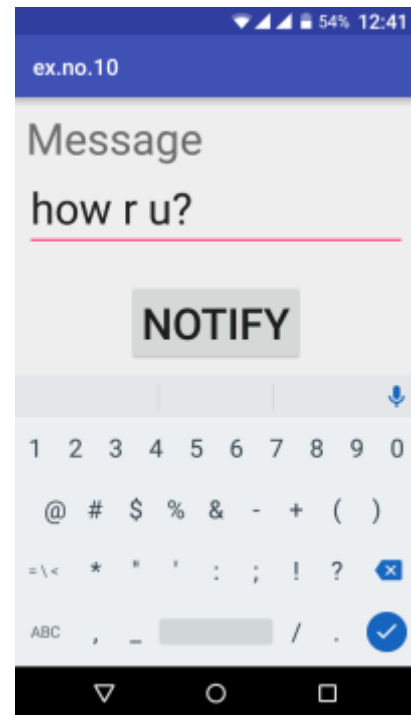 54% 12:41
ex.no.10
Message
how r u?
NOTIFY
1 2 3 4 5 6 7 8 9 0
@ # $ % & - + ( )
= \ < * " ' : ; ! ?
ABC , _ / .